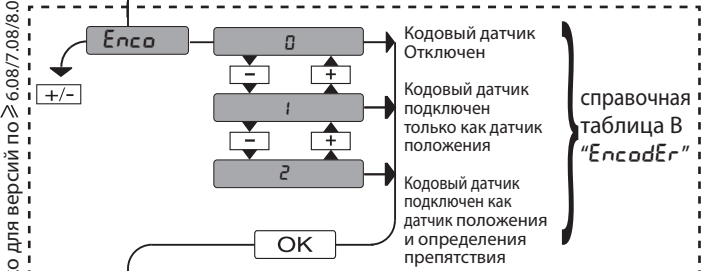 Enco
+/-
0
- +
1
- +
2
Кодовый датчик
Отключен
Кодовый датчик
подключен
только как датчик
положения
Кодовый датчик
подключен как
датчик положения
и определения
препятствия
справочная
таблица B
"EncodEr"
OK
для версий по ≥ 6.08/7.08/8.0